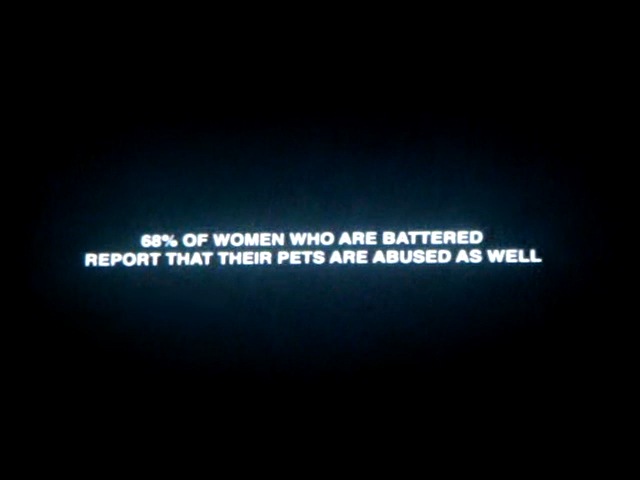 68% OF WOMEN WHO ARE BATTERED
REPORT THAT THEIR PETS ARE ABUSED AS WELL